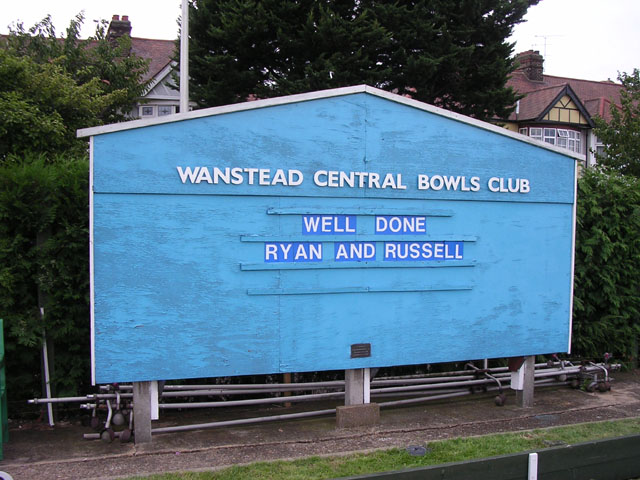 WANSTEAD CENTRAL BOWLS CLUB
WELL DONE
RYAN AND RUSSELL